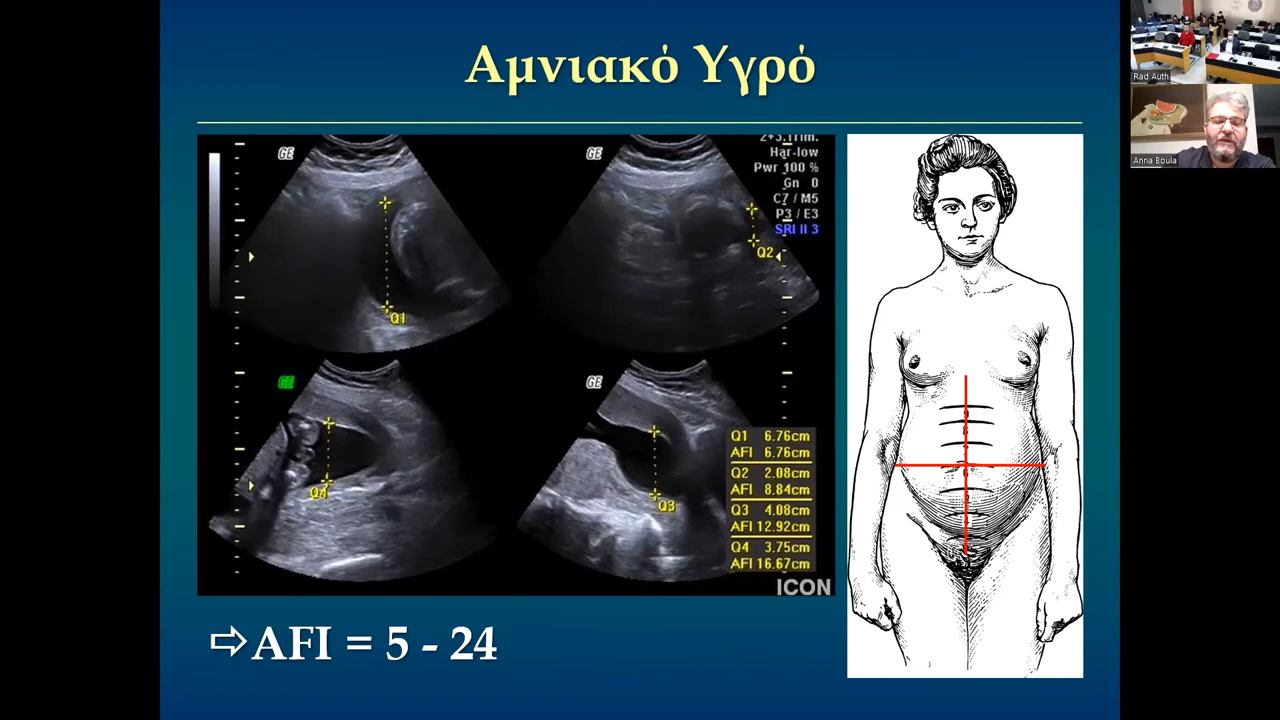 Αμνιακό Υγρό
GE
GE
2+3.Trim.
Har-low
Pwr 100 %
Gn 0
C7 / M5
P3 / E3
SRI II 3
Q1
Q2
GE
GE
Q4
Q3
Q1 6.76cm
AFI 6.76cm
Q2 2.08cm
AFI 8.84cm
Q3 4.08cm
AFI 12.92cm
Q4 3.75cm
AFI 16.67cm
ICON
⇨AFI = 5 - 24
Rad Auth
Anna Boula